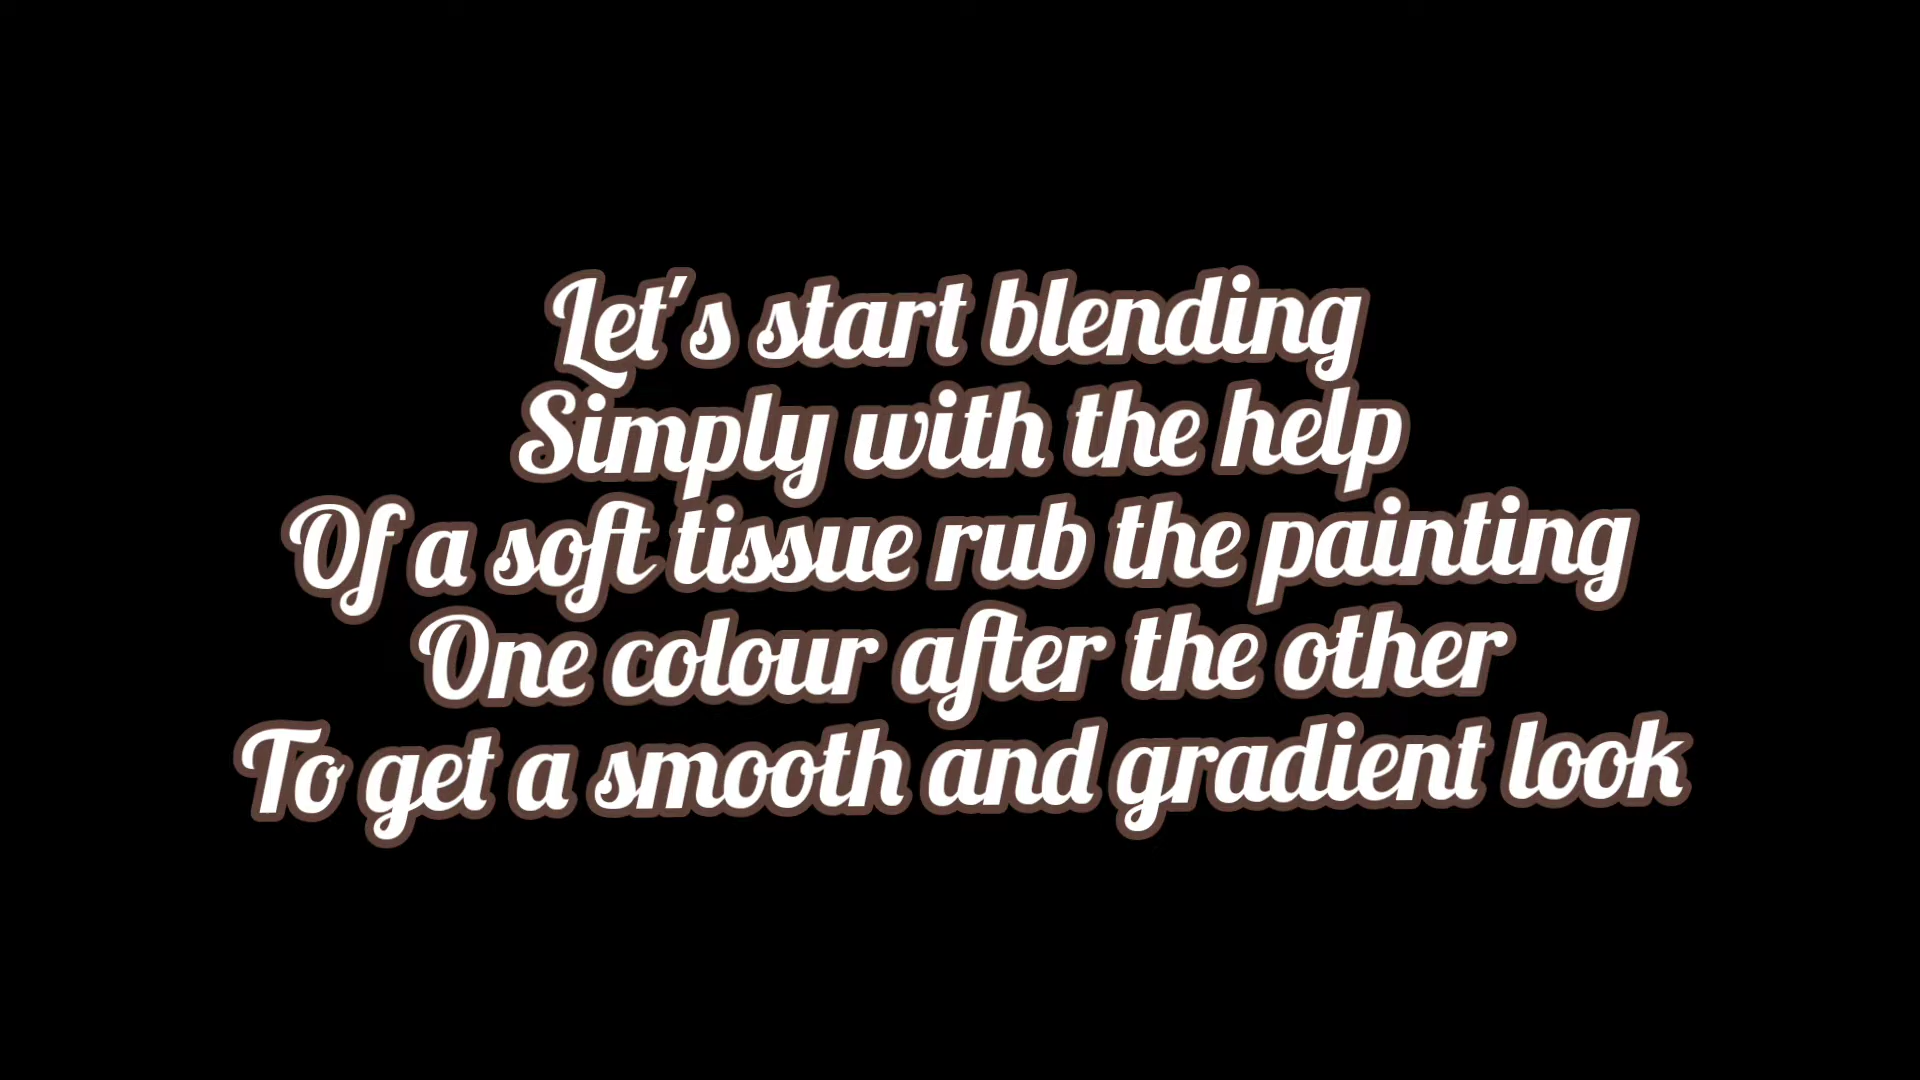 Let's start blending
Simply with the help
Of a soft tissue rub the painting
One colour after the other
To get a smooth and gradient look